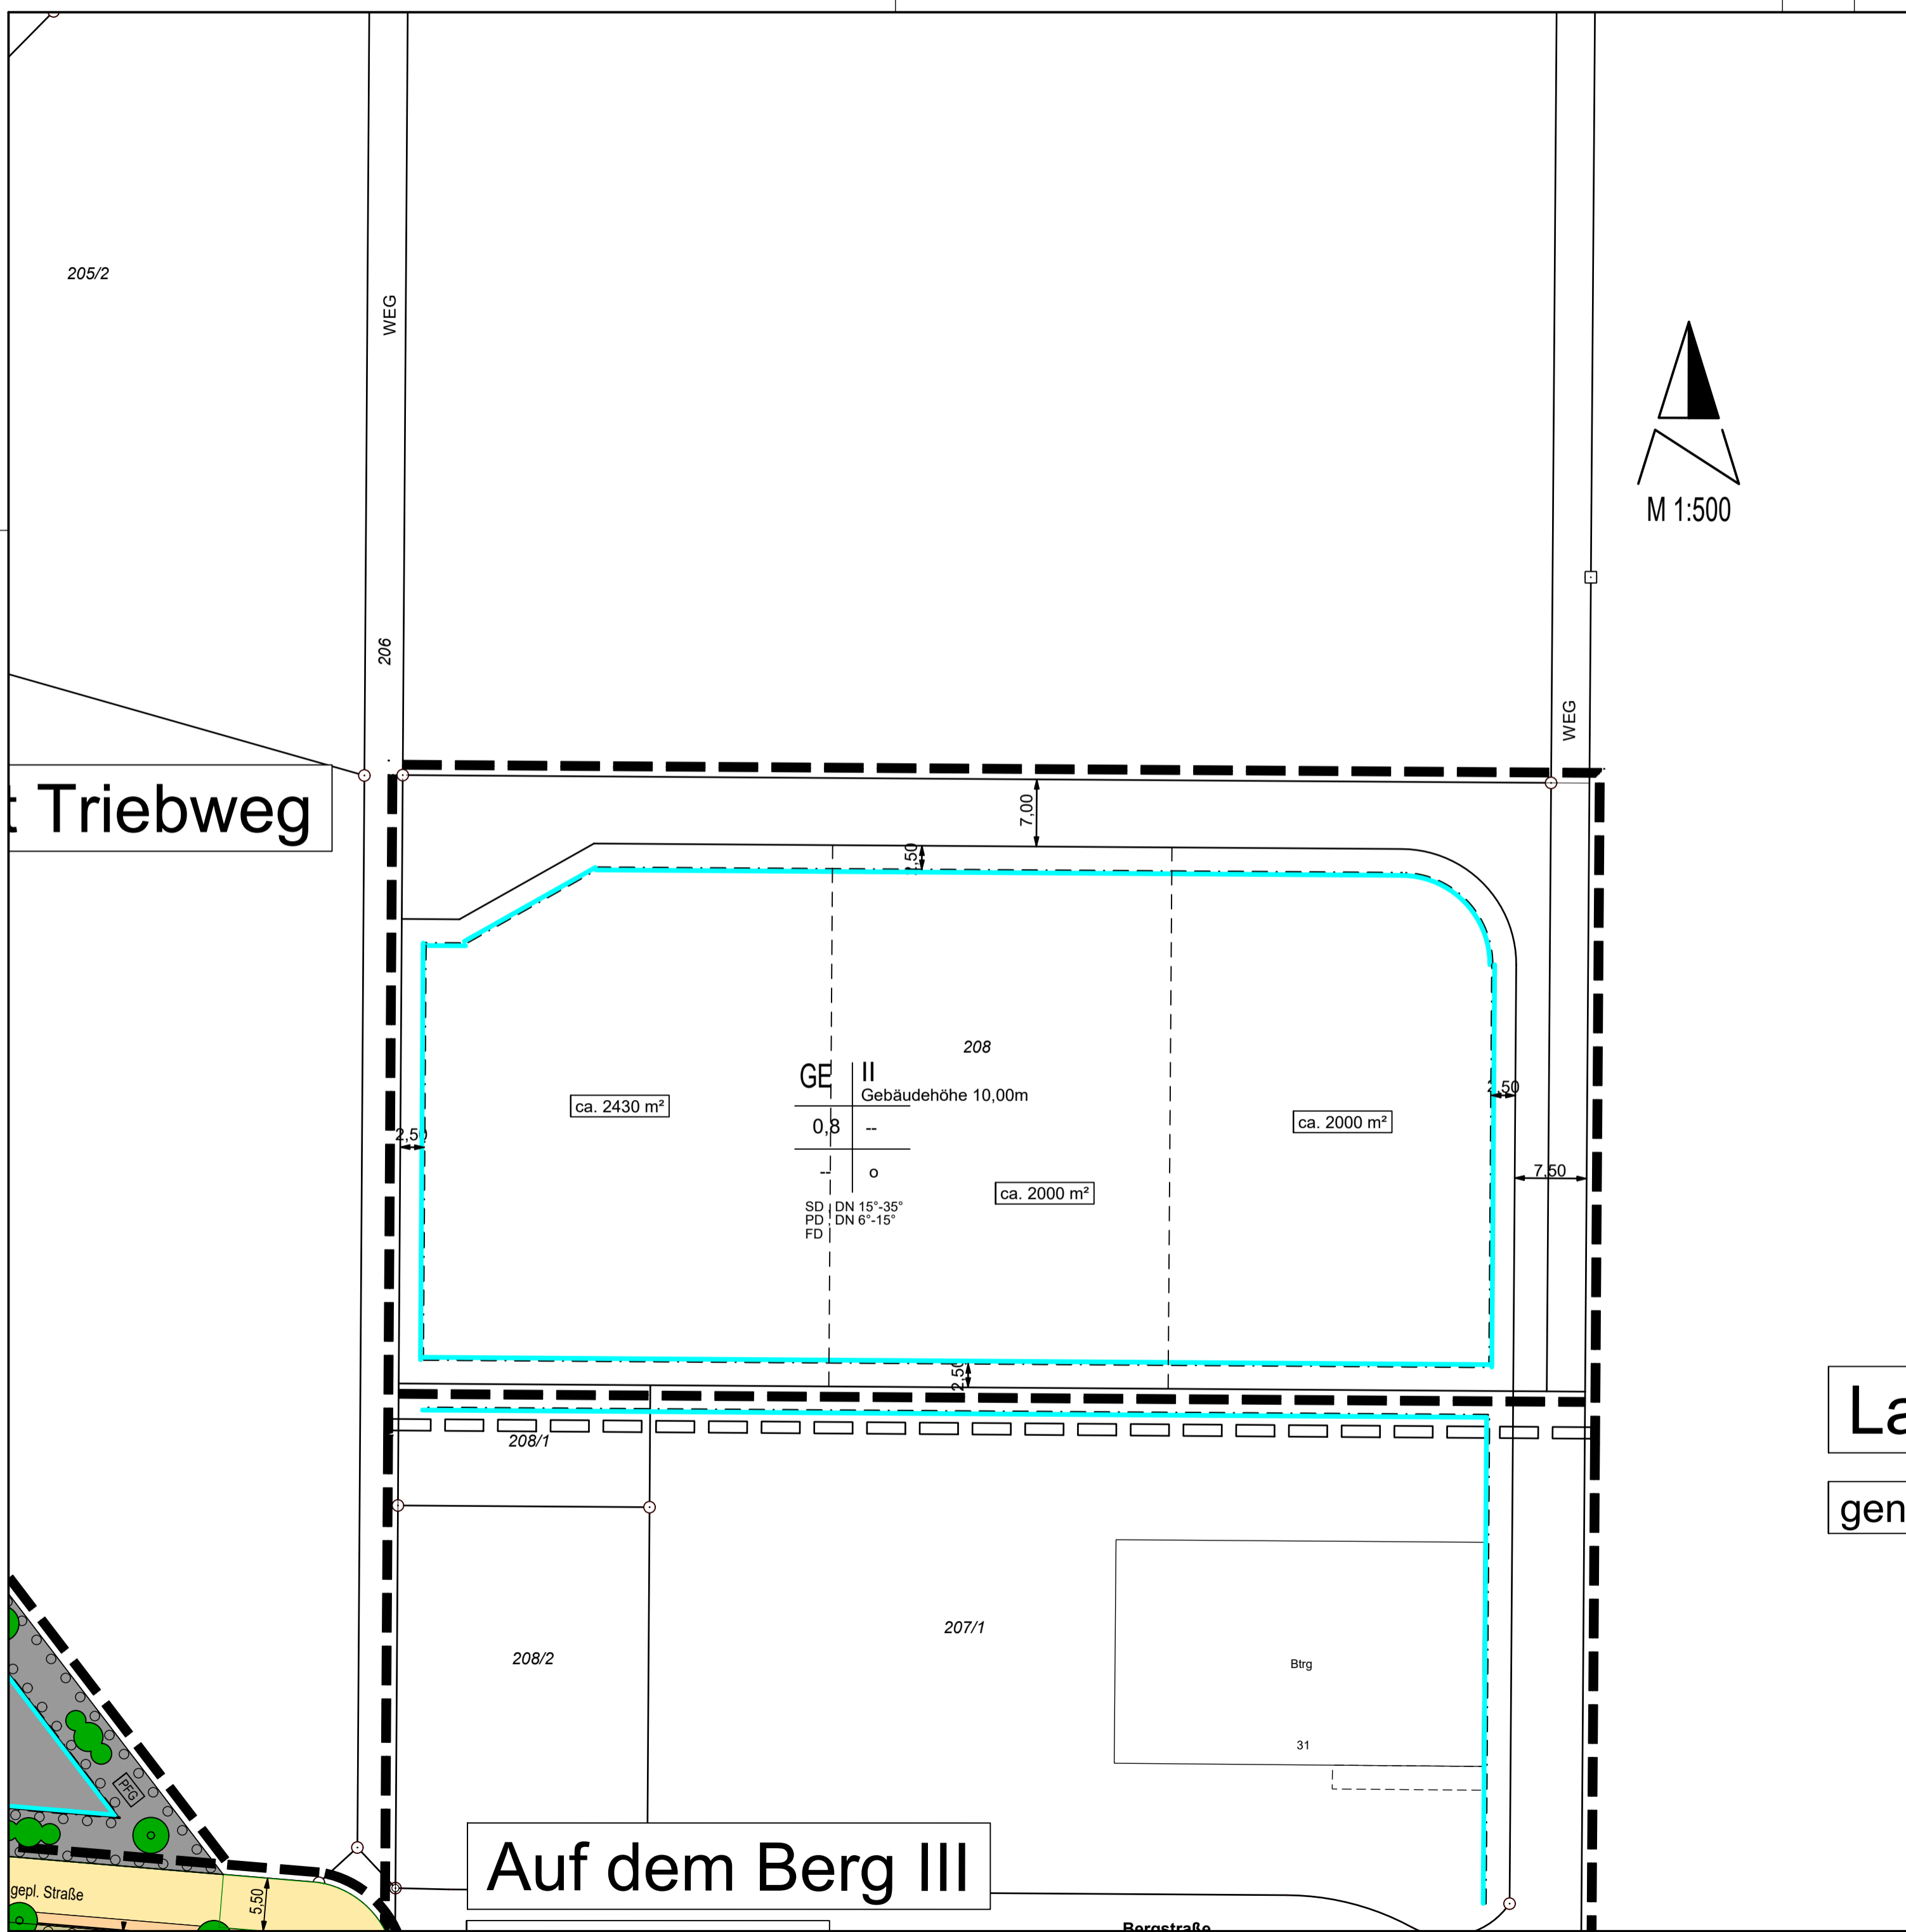 205/2
WEG
M 1:500
206
WEG
t Triebweg
7,00
2,50
208
GE
II
Gebäudehöhe 10,00m
ca. 2430 m²
0,8
--
ca. 2000 m²
2,50
2,50
7,50
--
o
ca. 2000 m²
SD , DN 15°-35°
PD , DN 6°-15°
FD
2,50
La
208/1
gen
207/1
208/2
Btrg
31
PFG
Auf dem Berg III
gepl. Straße
5,50
Bergstraße